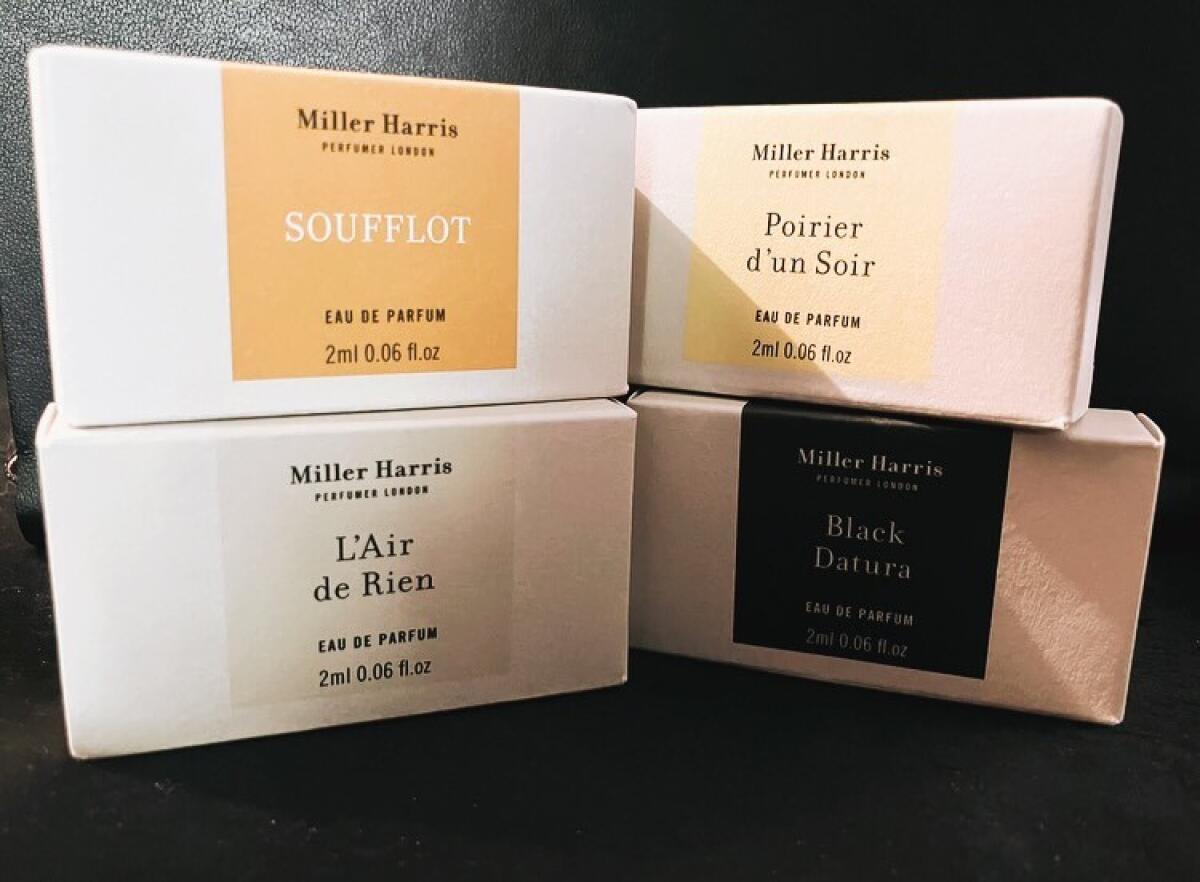 Miller Harris
PERFUMER LONDON
SOUFFLOT
EAU DE PARFUM
2ml 0.06 fl.oz
Miller Harris
PERFUMER LONDON
Poirier
d'un Soir
EAU DE PARFUM
2ml 0.06 fl.oz
Miller Harris
PERFUMER LONDON
L'Air
de Rien
EAU DE PARFUM
2ml 0.06 fl.oz
Miller Harris
PERFUMER LONDON
Black
Datura
EAU DE PARFUM
2ml 0.06 fl.oz